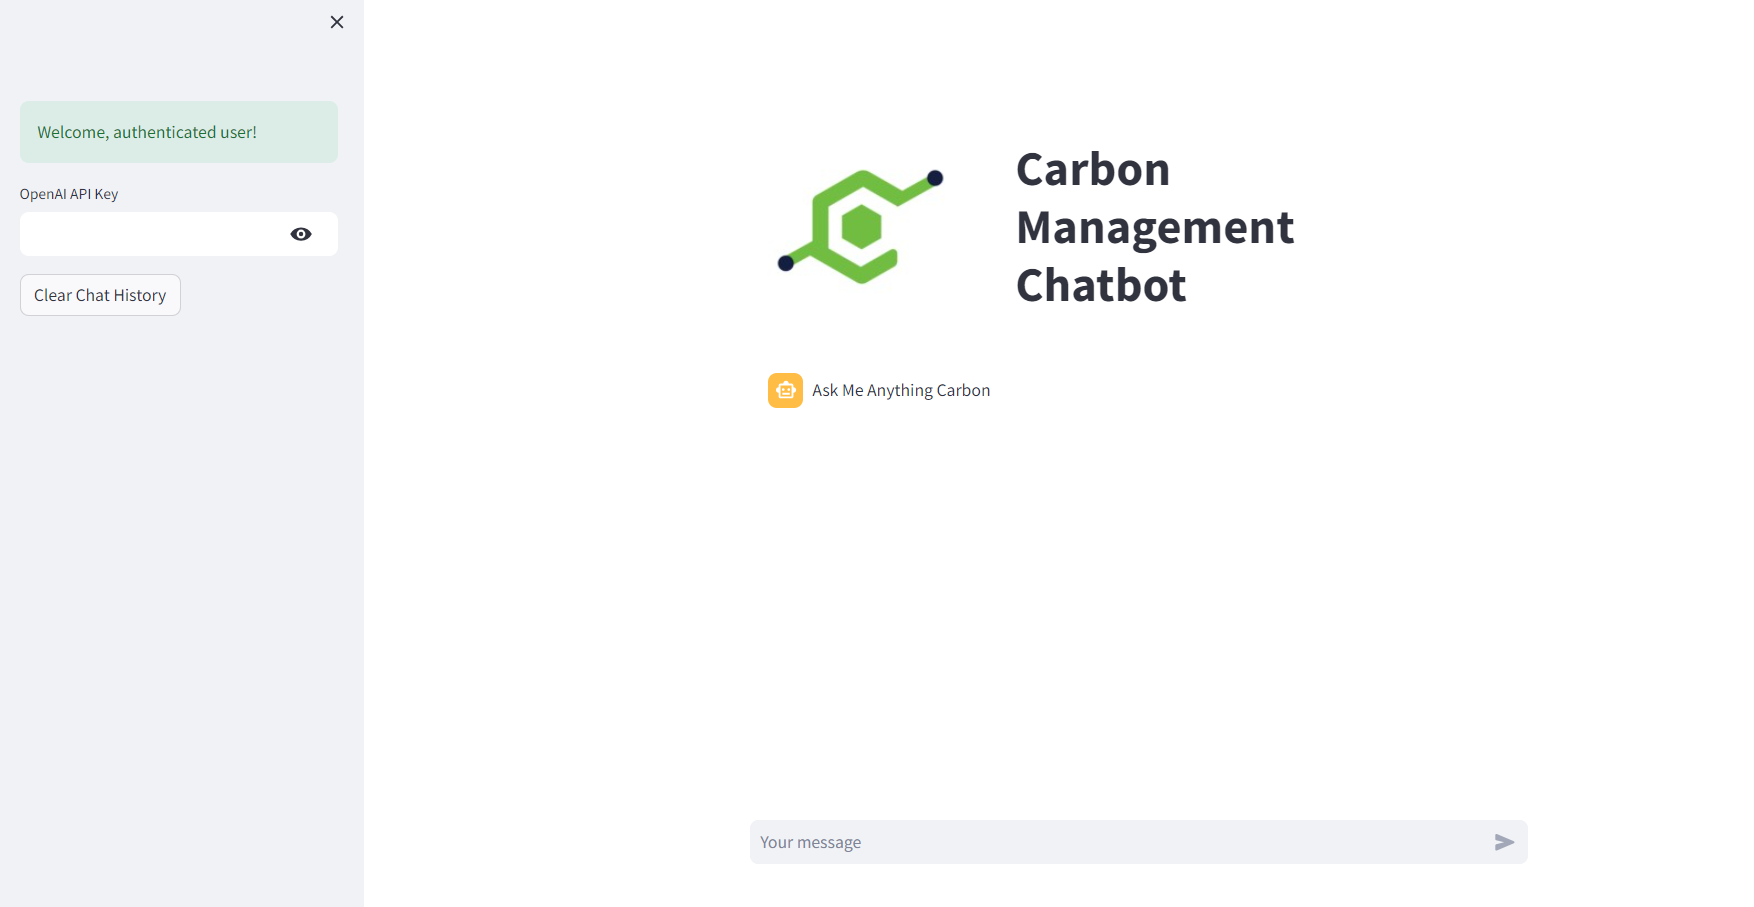 Welcome, authenticated user!
OpenAI API Key
Clear Chat History
Carbon
Management
Chatbot
Ask Me Anything Carbon
Your message